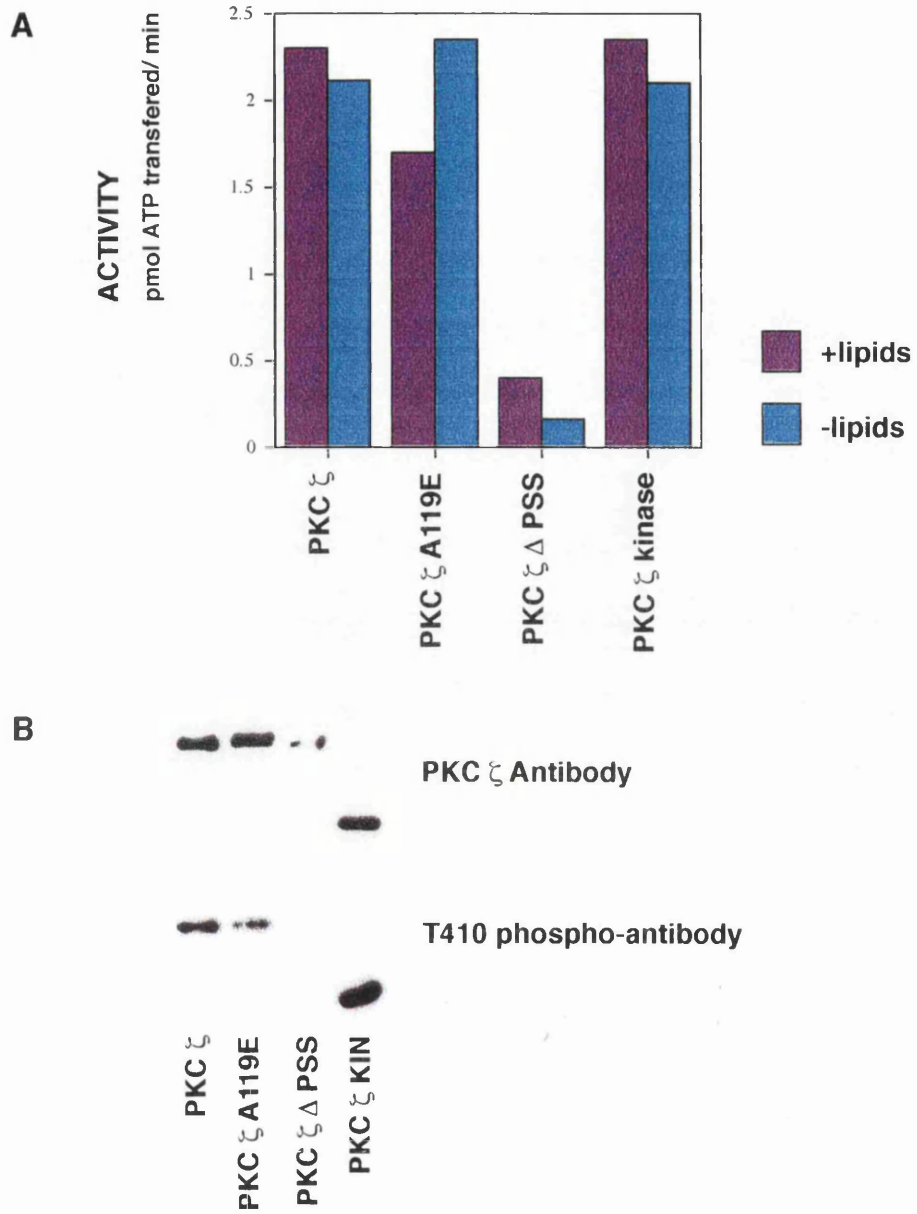 A
ACTIVITY
pmol ATP transfered/ min
2.5
2
1.5
1
0.5
0
PKC ζ
PKC ζ A119E
PKC ζ Δ PSS
PKC ζ kinase
+lipids
-lipids
B
PKC ζ Antibody
T410 phospho-antibody
PKC ζ
PKC ζ A119E
PKC ζ Δ PSS
PKC ζ KIN